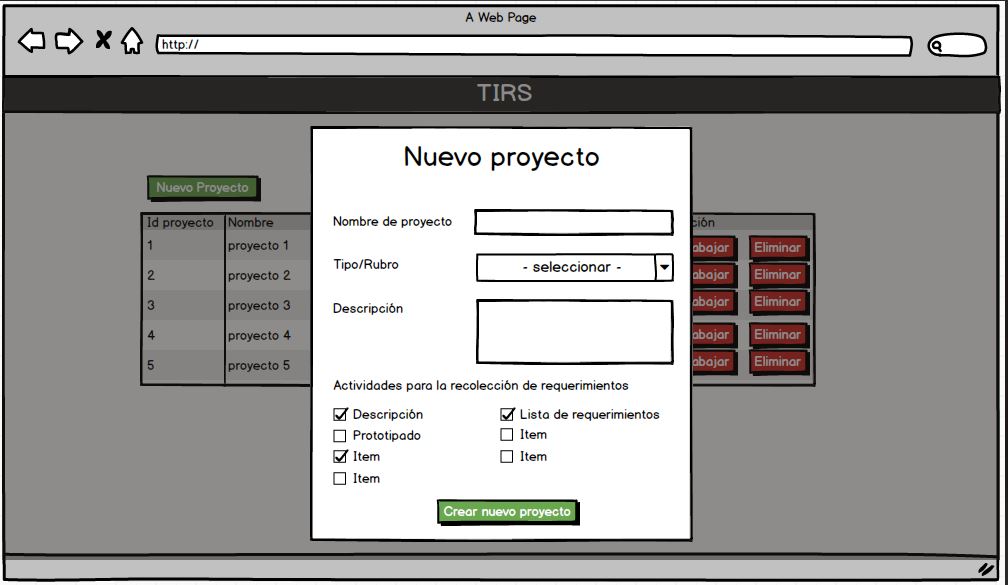 A Web Page
http://
TIRS
Nuevo proyecto
Nuevo Proyecto
Id proyecto Nombre ción
1 proyecto 1 abajar Eliminar
2 proyecto 2 abajar Eliminar
3 proyecto 3 abajar Eliminar
4 proyecto 4 abajar Eliminar
5 proyecto 5 abajar Eliminar
Nombre de proyecto
Tipo/Rubro - seleccionar -
Descripción
Actividades para la recolección de requerimientos
Descripción Lista de requerimientos
Prototipado Item
Item Item
Item
Crear nuevo proyecto